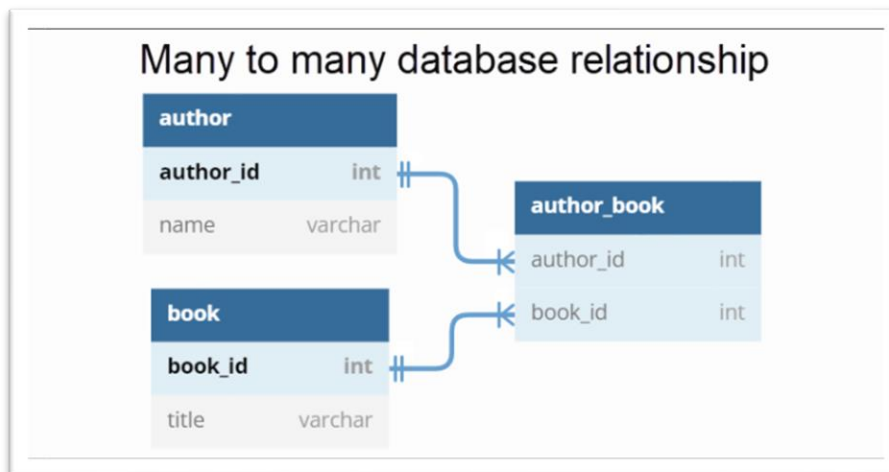 Many to many database relationship
author
author_id int
name varchar
book
book_id int
title varchar
author_book
author_id int
book_id int